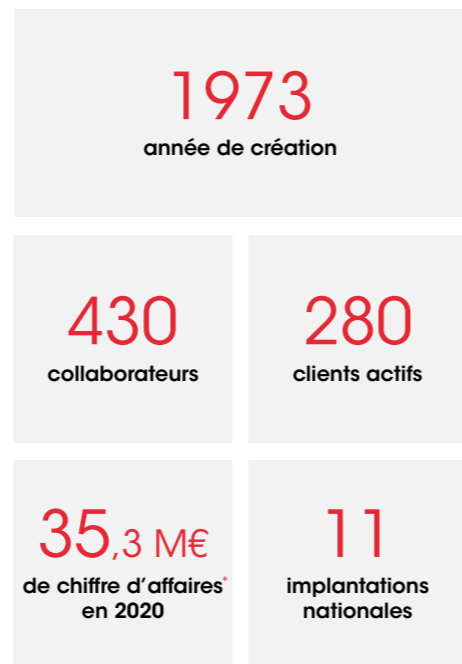 1973
année de création
430
collaborateurs
280
clients actifs
35,3 M€
de chiffre d’affaires*
en 2020
11
implantations
nationales